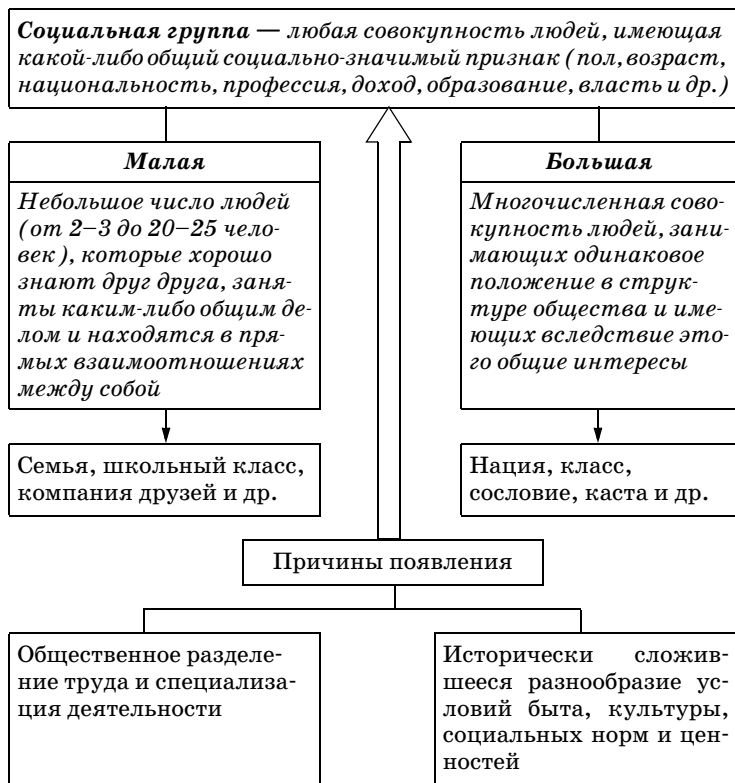 Социальная группа — любая совокупность людей, имеющая
какой-либо общий социально-значимый признак (пол, возраст,
национальность, профессия, доход, образование, власть и др.)
Малая
Небольшое число людей
(от 2–3 до 20–25 чело-
век), которые хорошо
знают друг друга, заня-
ты каким-либо общим де-
лом и находятся в пря-
мых взаимоотношениях
между собой
Семья, школьный класс,
компания друзей и др.
Большая
Многочисленная сово-
купность людей, зани-
мающих одинаковое
положение в струк-
туре общества и име-
ющих вследствие это-
го общие интересы
Нация, класс,
сословие, каста и др.
Причины появления
Общественное разделе-
ние труда и специализа-
ция деятельности
Исторически сложив-
шееся разнообразие ус-
ловий быта, культуры,
социальных норм и цен-
ностей